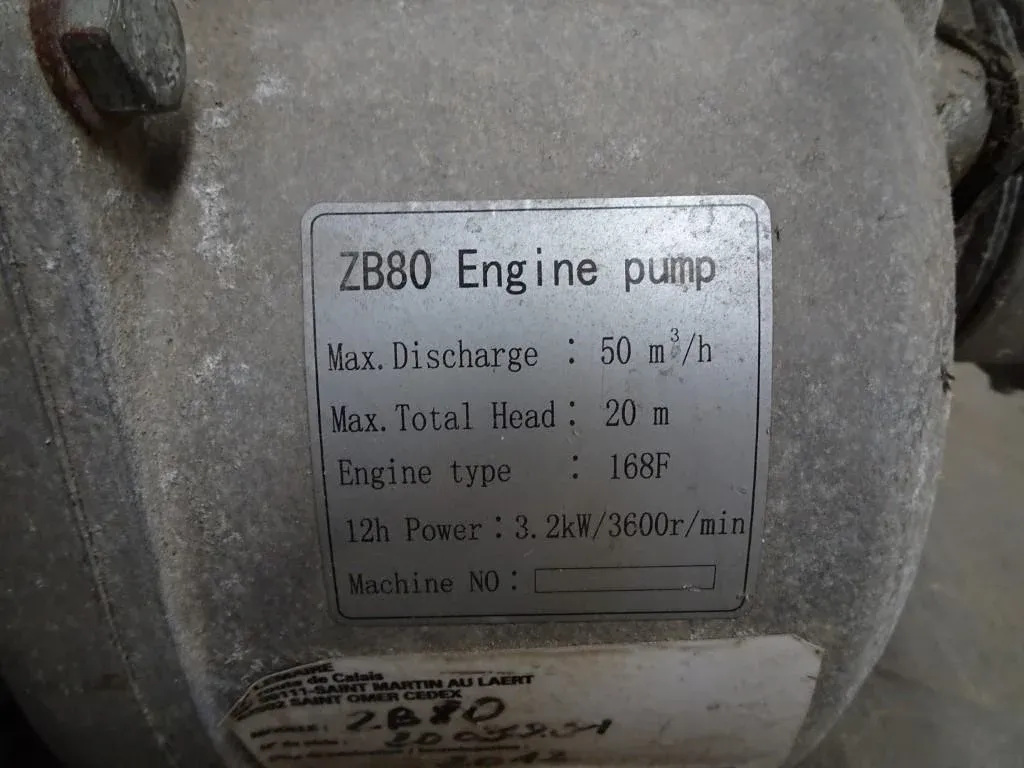 ZB80 Engine pump
Max. Discharge : 50 m³/h
Max. Total Head : 20 m
Engine type : 168F
12h Power : 3.2kW/3600r/min
Machine NO :
de Calais
SAINT MARTIN AU LAERT
SAINT OMER CEDEX
ZB80